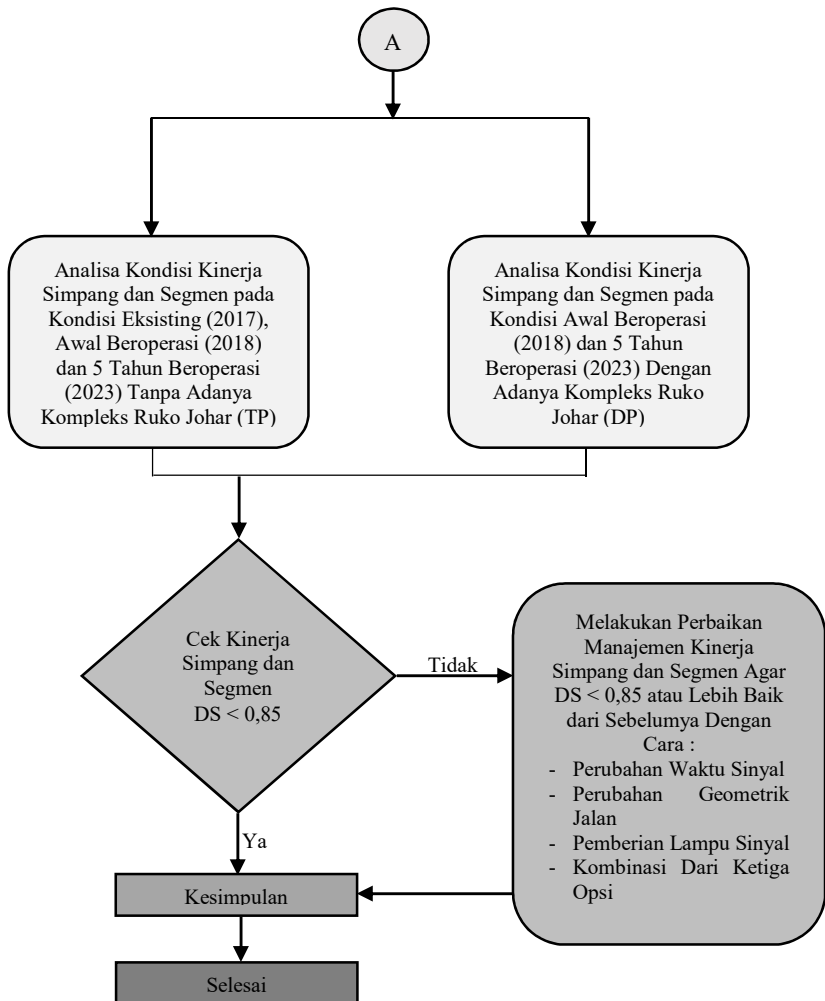 A
Analisa Kondisi Kinerja
Simpang dan Segmen pada
Kondisi Eksisting (2017),
Awal Beroperasi (2018)
dan 5 Tahun Beroperasi
(2023) Tanpa Adanya
Kompleks Ruko Johar (TP)
Analisa Kondisi Kinerja
Simpang dan Segmen pada
Kondisi Awal Beroperasi
(2018) dan 5 Tahun
Beroperasi (2023) Dengan
Adanya Kompleks Ruko
Johar (DP)
Cek Kinerja
Simpang dan
Segmen
DS < 0,85
Tidak
Melakukan Perbaikan
Manajemen Kinerja
Simpang dan Segmen Agar
DS < 0,85 atau Lebih Baik
dari Sebelumya Dengan
Cara :
- Perubahan Waktu Sinyal
- Perubahan Geometrik
Jalan
- Pemberian Lampu Sinyal
- Kombinasi Dari Ketiga
Opsi
Ya
Kesimpulan
Selesai